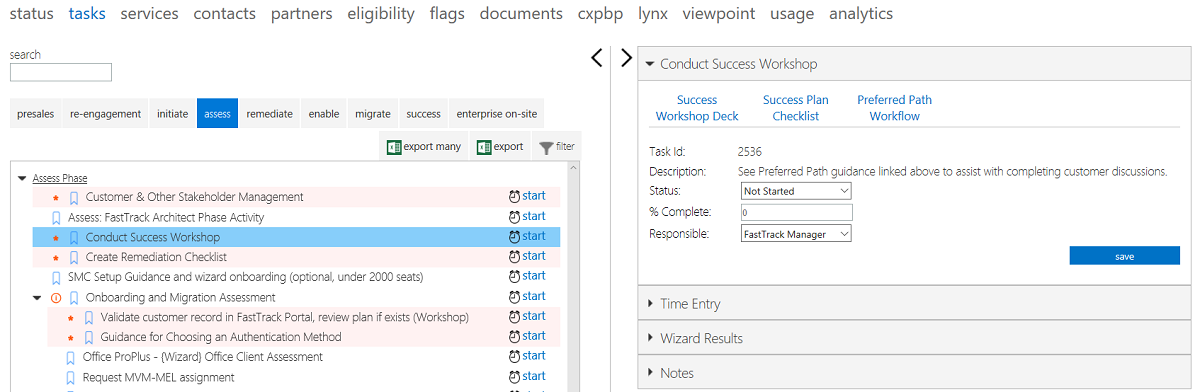 status tasks services contacts partners eligibility flags documents cxpbp lynx viewpoint usage analytics
search
presales re-engagement initiate assess remediate enable migrate success enterprise on-site
export many export filter
Assess Phase
* Customer & Other Stakeholder Management start
Assess: FastTrack Architect Phase Activity start
* Conduct Success Workshop start
* Create Remediation Checklist start
SMC Setup Guidance and wizard onboarding (optional, under 2000 seats) start
Onboarding and Migration Assessment start
* Validate customer record in FastTrack Portal, review plan if exists (Workshop) start
* Guidance for Choosing an Authentication Method start
Office ProPlus - (Wizard) Office Client Assessment start
Request MVM-MEL assignment start
Conduct Success Workshop
Success Workshop Deck
Success Plan Checklist
Preferred Path Workflow
Task Id: 2536
Description: See Preferred Path guidance linked above to assist with completing customer discussions.
Status: Not Started
% Complete: 0
Responsible: FastTrack Manager
save
Time Entry
Wizard Results
Notes